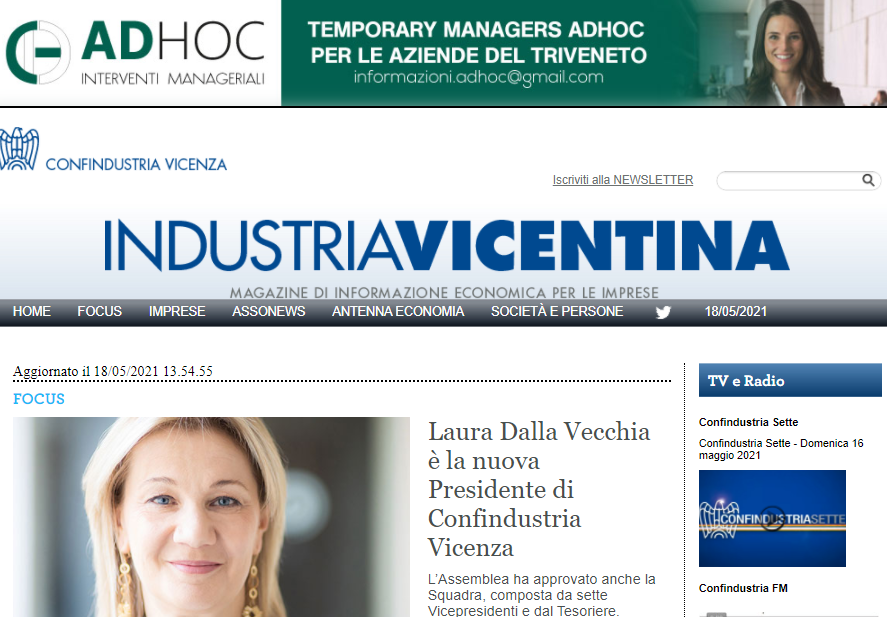 ADHOC
INTERVENTI MANAGERIALI
TEMPORARY MANAGERS ADHOC
PER LE AZIENDE DEL TRIVENETO
informazioni.adhoc@gmail.com
CONFINDUSTRIA VICENZA
Iscriviti alla NEWSLETTER
INDUSTRIAVICENTINA
MAGAZINE DI INFORMAZIONE ECONOMICA PER LE IMPRESE
HOME FOCUS IMPRESE ASSONEWS ANTENNA ECONOMIA SOCIETÀ E PERSONE 18/05/2021
Aggiornato il 18/05/2021 13.54.55
FOCUS
Laura Dalla Vecchia
è la nuova
Presidente di
Confindustria
Vicenza
L'Assemblea ha approvato anche la
Squadra, composta da sette
Vicepresidenti e dal Tesoriere.
TV e Radio
Confindustria Sette
Confindustria Sette - Domenica 16
maggio 2021
CONFINDUSTRIASETTE
Confindustria FM